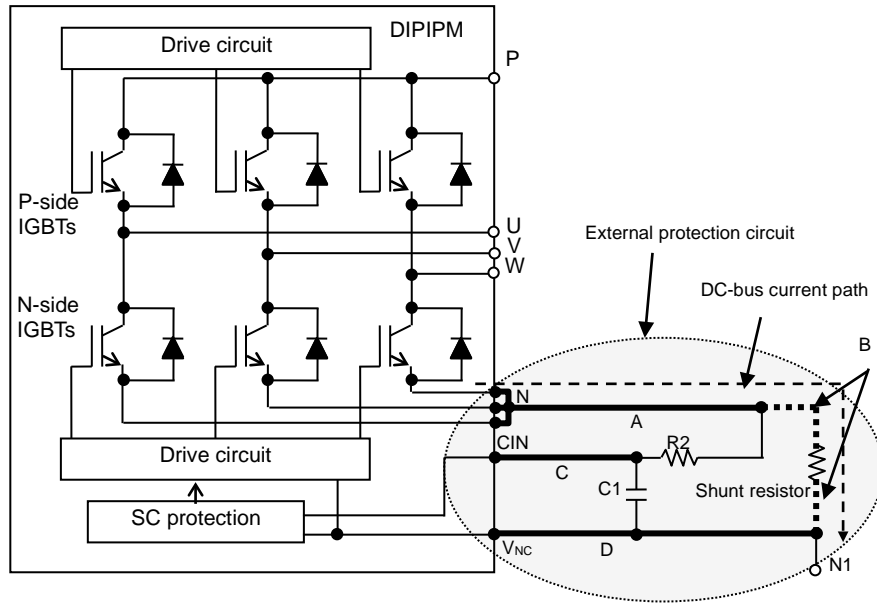 DIPIPM
Drive circuit
P
P-side
IGBTs
U
V
W
External protection circuit
N-side
IGBTs
DC-bus current path
B
N
A
CIN
R2
Drive circuit
C
C1
Shunt resistor
SC protection
VNC
D
N1